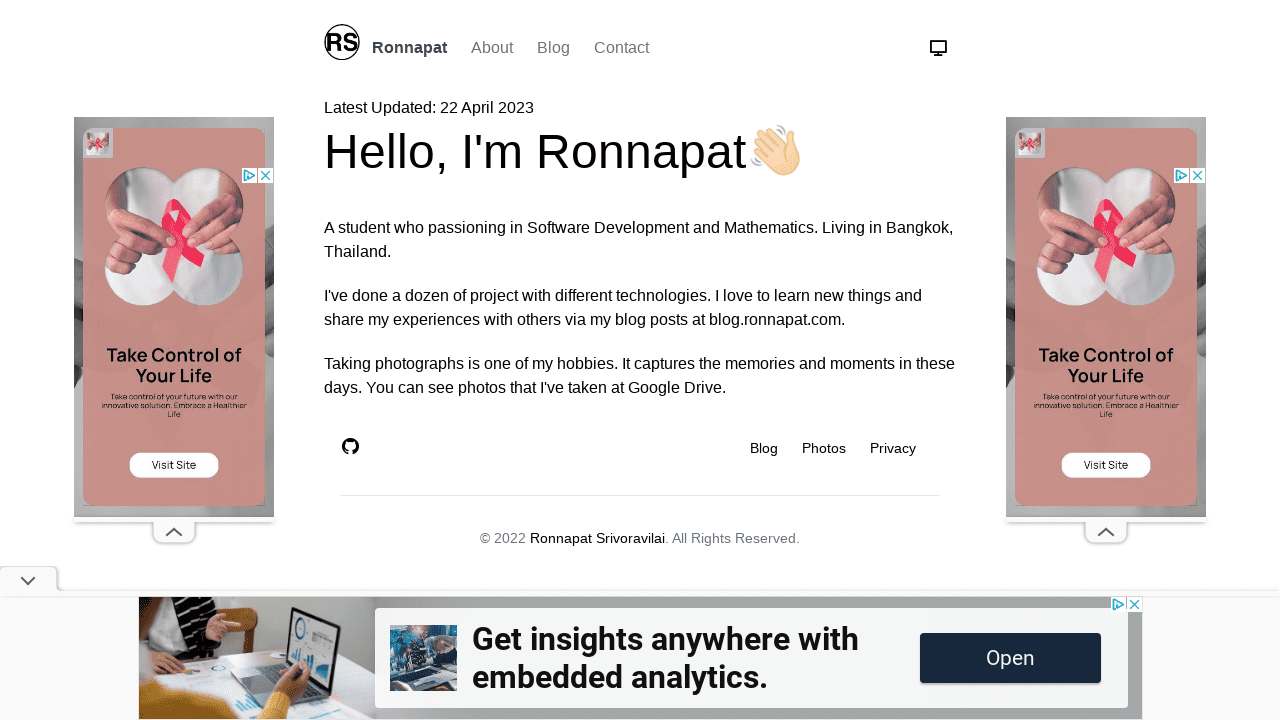 RS Ronnapat About Blog Contact
Latest Updated: 22 April 2023
Hello, I'm Ronnapat👋🏻
A student who passioning in Software Development and Mathematics. Living in Bangkok,
Thailand.
I've done a dozen of project with different technologies. I love to learn new things and
share my experiences with others via my blog posts at blog.ronnapat.com.
Taking photographs is one of my hobbies. It captures the memories and moments in these
days. You can see photos that I've taken at Google Drive.
Blog Photos Privacy
© 2022 Ronnapat Srivoravilai. All Rights Reserved.
Take Control of
Your Life
Take control of your future with our
innovative solution. Embrace a Healthier
Life
Visit Site
Take Control of
Your Life
Take control of your future with our
innovative solution. Embrace a Healthier
Life
Visit Site
Get insights anywhere with
embedded analytics.
Open